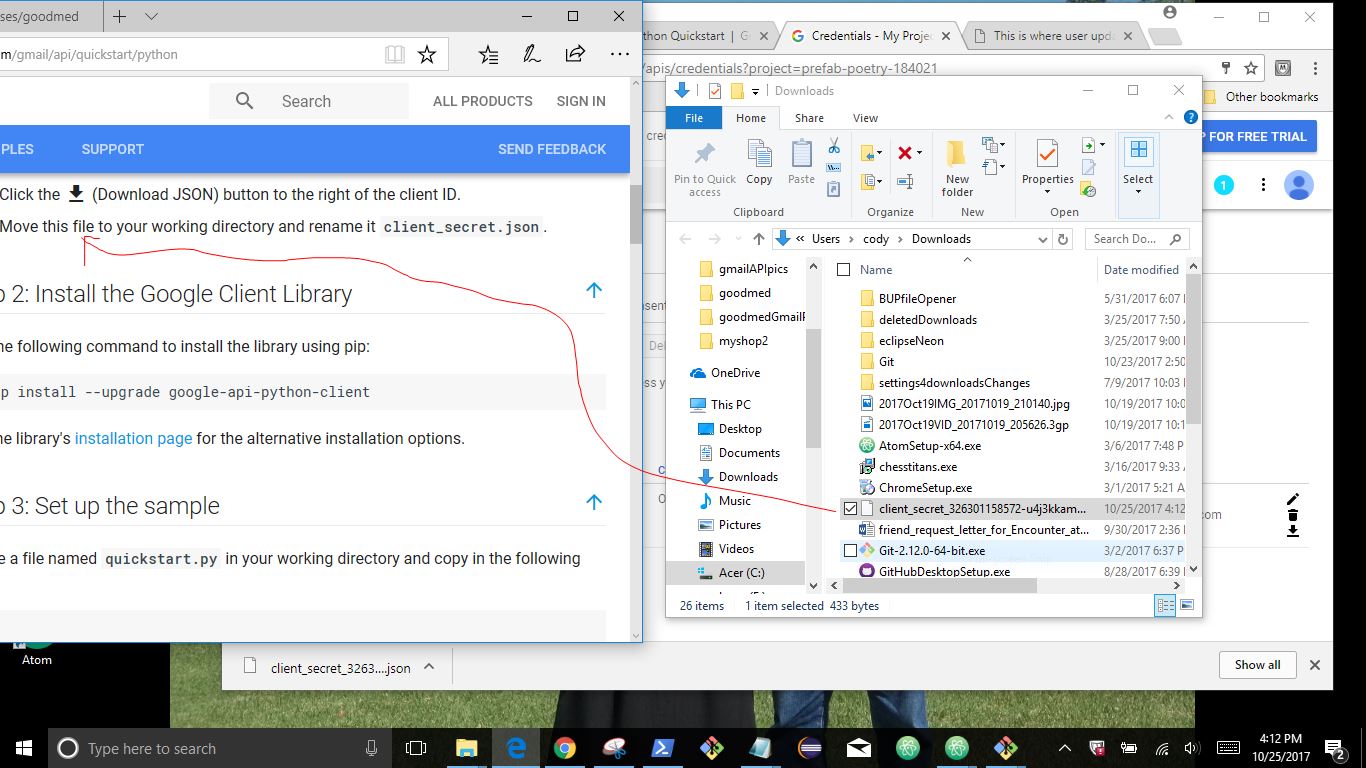 ses/goodmed
m/gmail/api/quickstart/python
Search
ALL PRODUCTS
SIGN IN
PLES
SUPPORT
SEND FEEDBACK
Click the (Download JSON) button to the right of the client ID.
Move this file to your working directory and rename it client_secret.json.
p 2: Install the Google Client Library
he following command to install the library using pip:
p install --upgrade google-api-python-client
he library's installation page for the alternative installation options.
p 3: Set up the sample
e a file named quickstart.py in your working directory and copy in the following
thon Quickstart | G
Credentials - My Proje
This is where user upd
/apis/credentials?project=prefab-poetry-184021
Other bookmarks
P FOR FREE TRIAL
1
cred
sent
Del
ss y
C
O
com
Downloads
File
Home
Share
View
Pin to Quick access
Copy
Paste
Clipboard
Organize
New folder
New
Properties
Open
Select
« Users > cody > Downloads
Search Do...
gmailAPIpics
goodmed
goodmedGmailF
myshop2
OneDrive
This PC
Desktop
Documents
Downloads
Music
Pictures
Videos
Acer (C:)
Name
Date modified
BUPfileOpener 5/31/2017 6:07
deletedDownloads 3/25/2017 7:50
eclipseNeon 3/25/2017 9:00
Git 10/23/2017 2:50
settings4downloadsChanges 7/9/2017 10:03
2017Oct19IMG_20171019_210140.jpg 10/19/2017 10:0
2017Oct19VID_20171019_205626.3gp 10/19/2017 10:1
AtomSetup-x64.exe 3/6/2017 7:48 P
chesstitans.exe 3/16/2017 9:33
ChromeSetup.exe 3/1/2017 5:21 A
client_secret_326301158572-u4j3kkam... 10/25/2017 4:12
friend_request_letter_for_Encounter_at... 9/30/2017 2:36
Git-2.12.0-64-bit.exe 3/2/2017 6:37 P
GitHubDesktopSetup.exe 8/28/2017 6:39
26 items
1 item selected 433 bytes
Atom
client_secret_3263....json
Show all
Type here to search
4:12 PM
10/25/2017
2